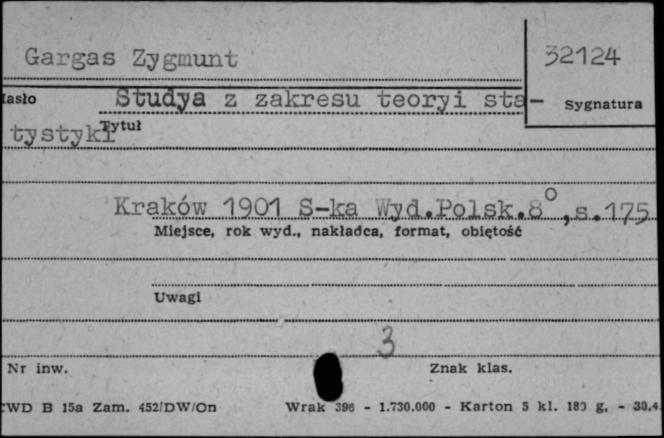 Gargas Zygmunt 32124
Hasło Studya z zakresu teoryi sta- Sygnatura
tystyki Tytuł
Kraków 1901 S-ka Wyd.Polsk.8°,s.175
Miejsce, rok wyd., nakładca, format, objętość
Uwagi
3
Nr inw. Znak klas.
CWD B 15a Zam. 452/DW/On Wrak 396 - 1.730.000 - Karton 5 kl. 180 g. - 30.4